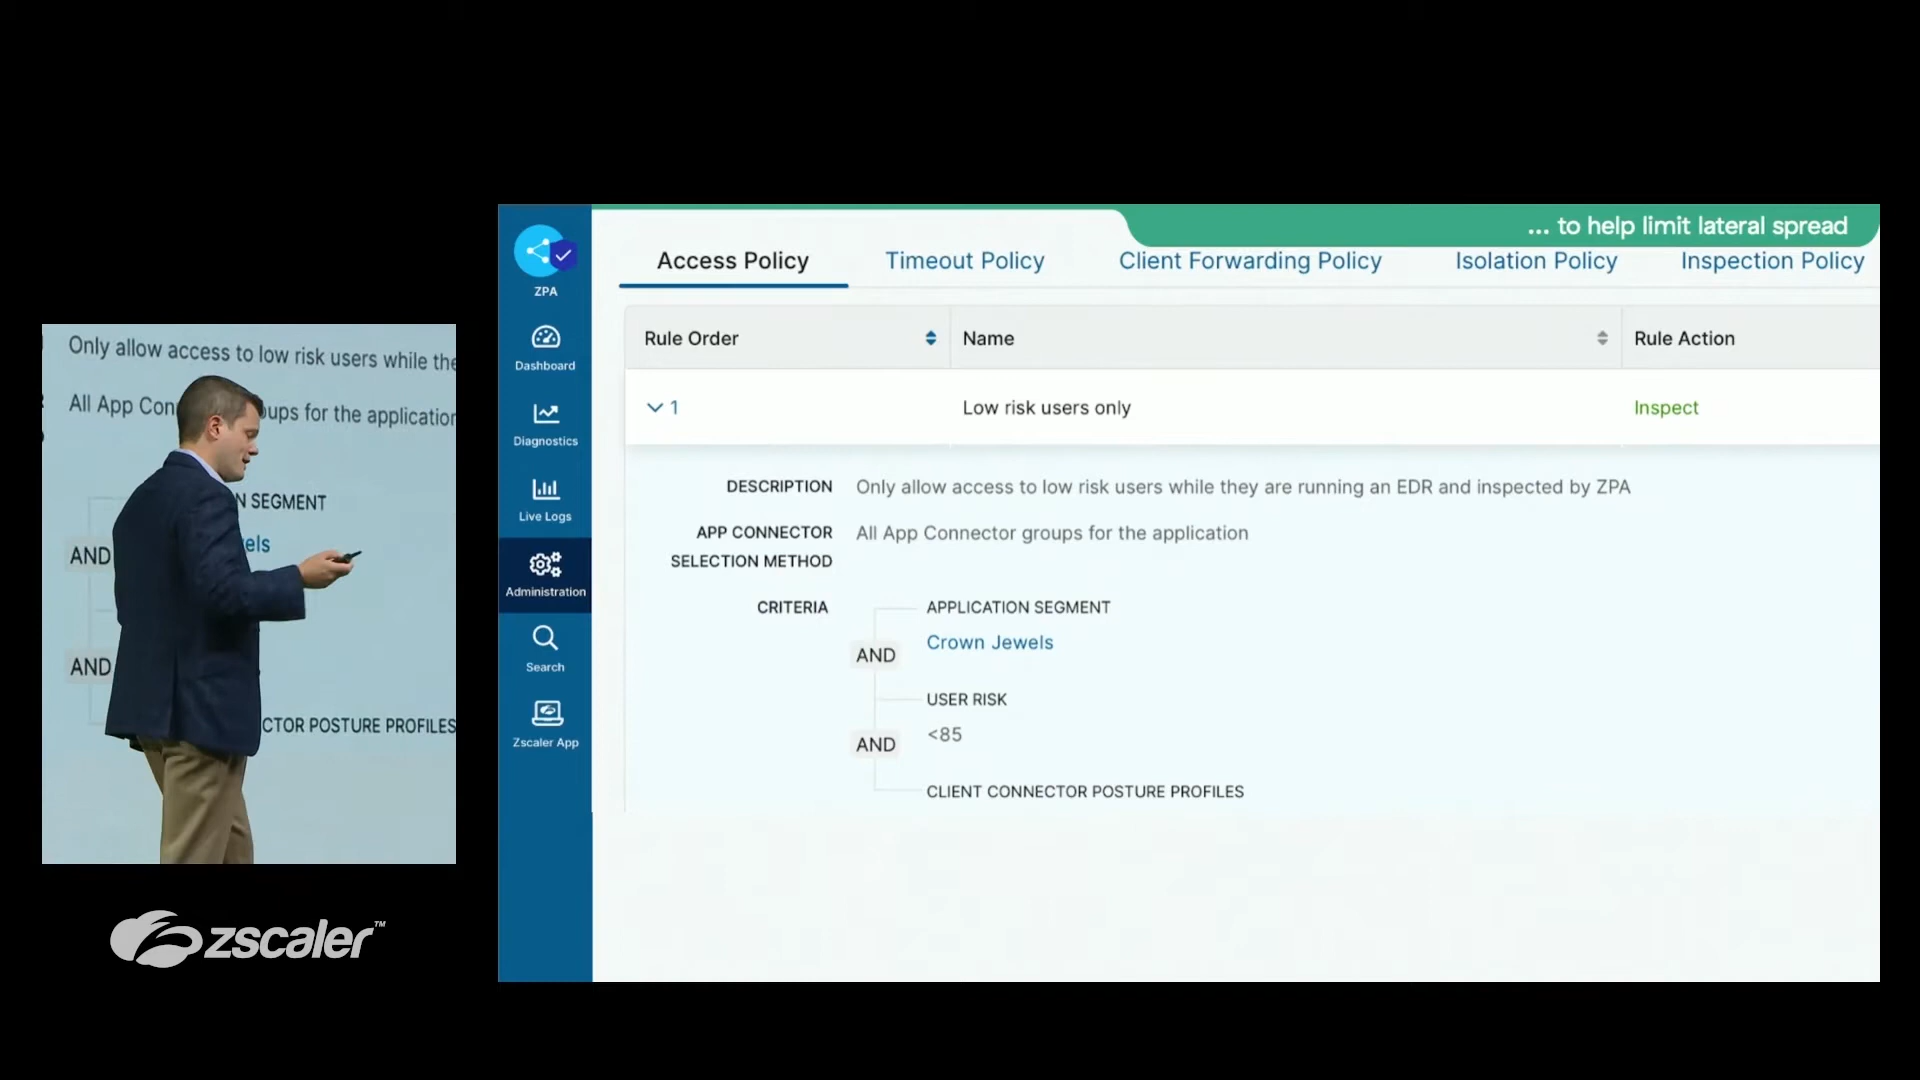 ... to help limit lateral spread
ZPA
Dashboard
Diagnostics
Live Logs
Administration
Search
Zscaler App
Access Policy
Timeout Policy
Client Forwarding Policy
Isolation Policy
Inspection Policy
Rule Order
Name
Rule Action
1
Low risk users only
Inspect
DESCRIPTION
Only allow access to low risk users while they are running an EDR and inspected by ZPA
APP CONNECTOR
SELECTION METHOD
All App Connector groups for the application
CRITERIA
APPLICATION SEGMENT
Crown Jewels
AND
USER RISK
<85
AND
CLIENT CONNECTOR POSTURE PROFILES
Only allow access to low risk users while the
All App Con
oups for the application
N SEGMENT
els
AND
AND
CTOR POSTURE PROFILES
zscaler™